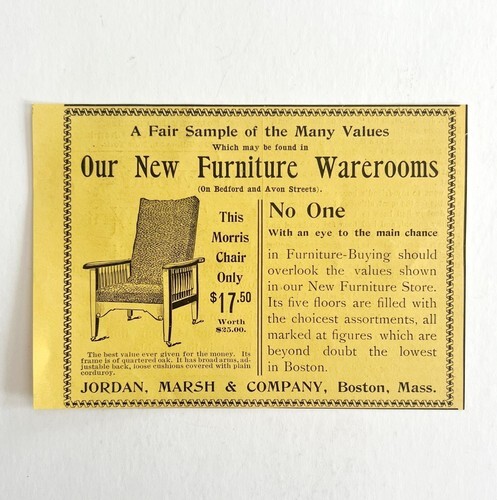 A Fair Sample of the Many Values
Which may be found in
Our New Furniture Warerooms
(On Bedford and Avon Streets).
This
Morris
Chair
Only
$17.50
Worth
$25.00.
The best value ever given for the money. Its
frame is of quartered oak. It has broad arms, ad-
justable back, loose cushions covered with plain
corduroy.
No One
With an eye to the main chance
in Furniture-Buying should
overlook the values shown
in our New Furniture Store.
Its five floors are filled with
the choicest assortments, all
marked at figures which are
beyond doubt the lowest
in Boston.
JORDAN, MARSH & COMPANY, Boston, Mass.